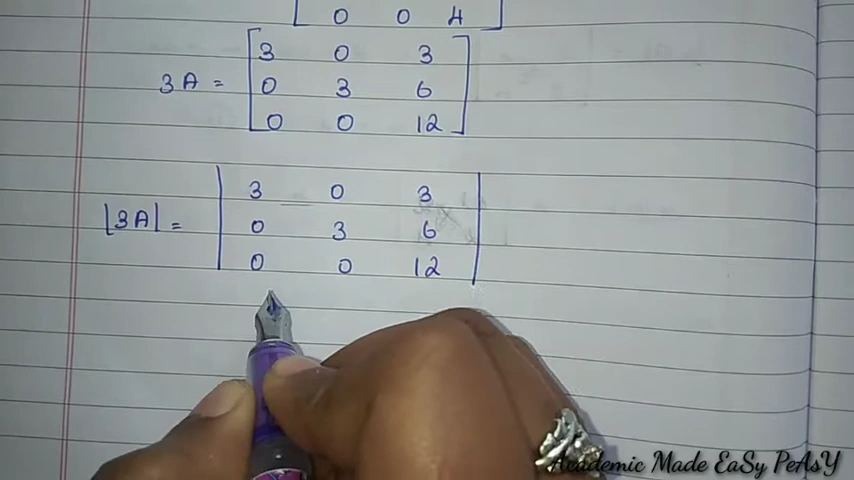 0 0 4
3 0 3
3A = 0 3 6
0 0 12
3 0 3
|3A| = 0 3 6
0 0 12
Academic Made EaSy PeAsY